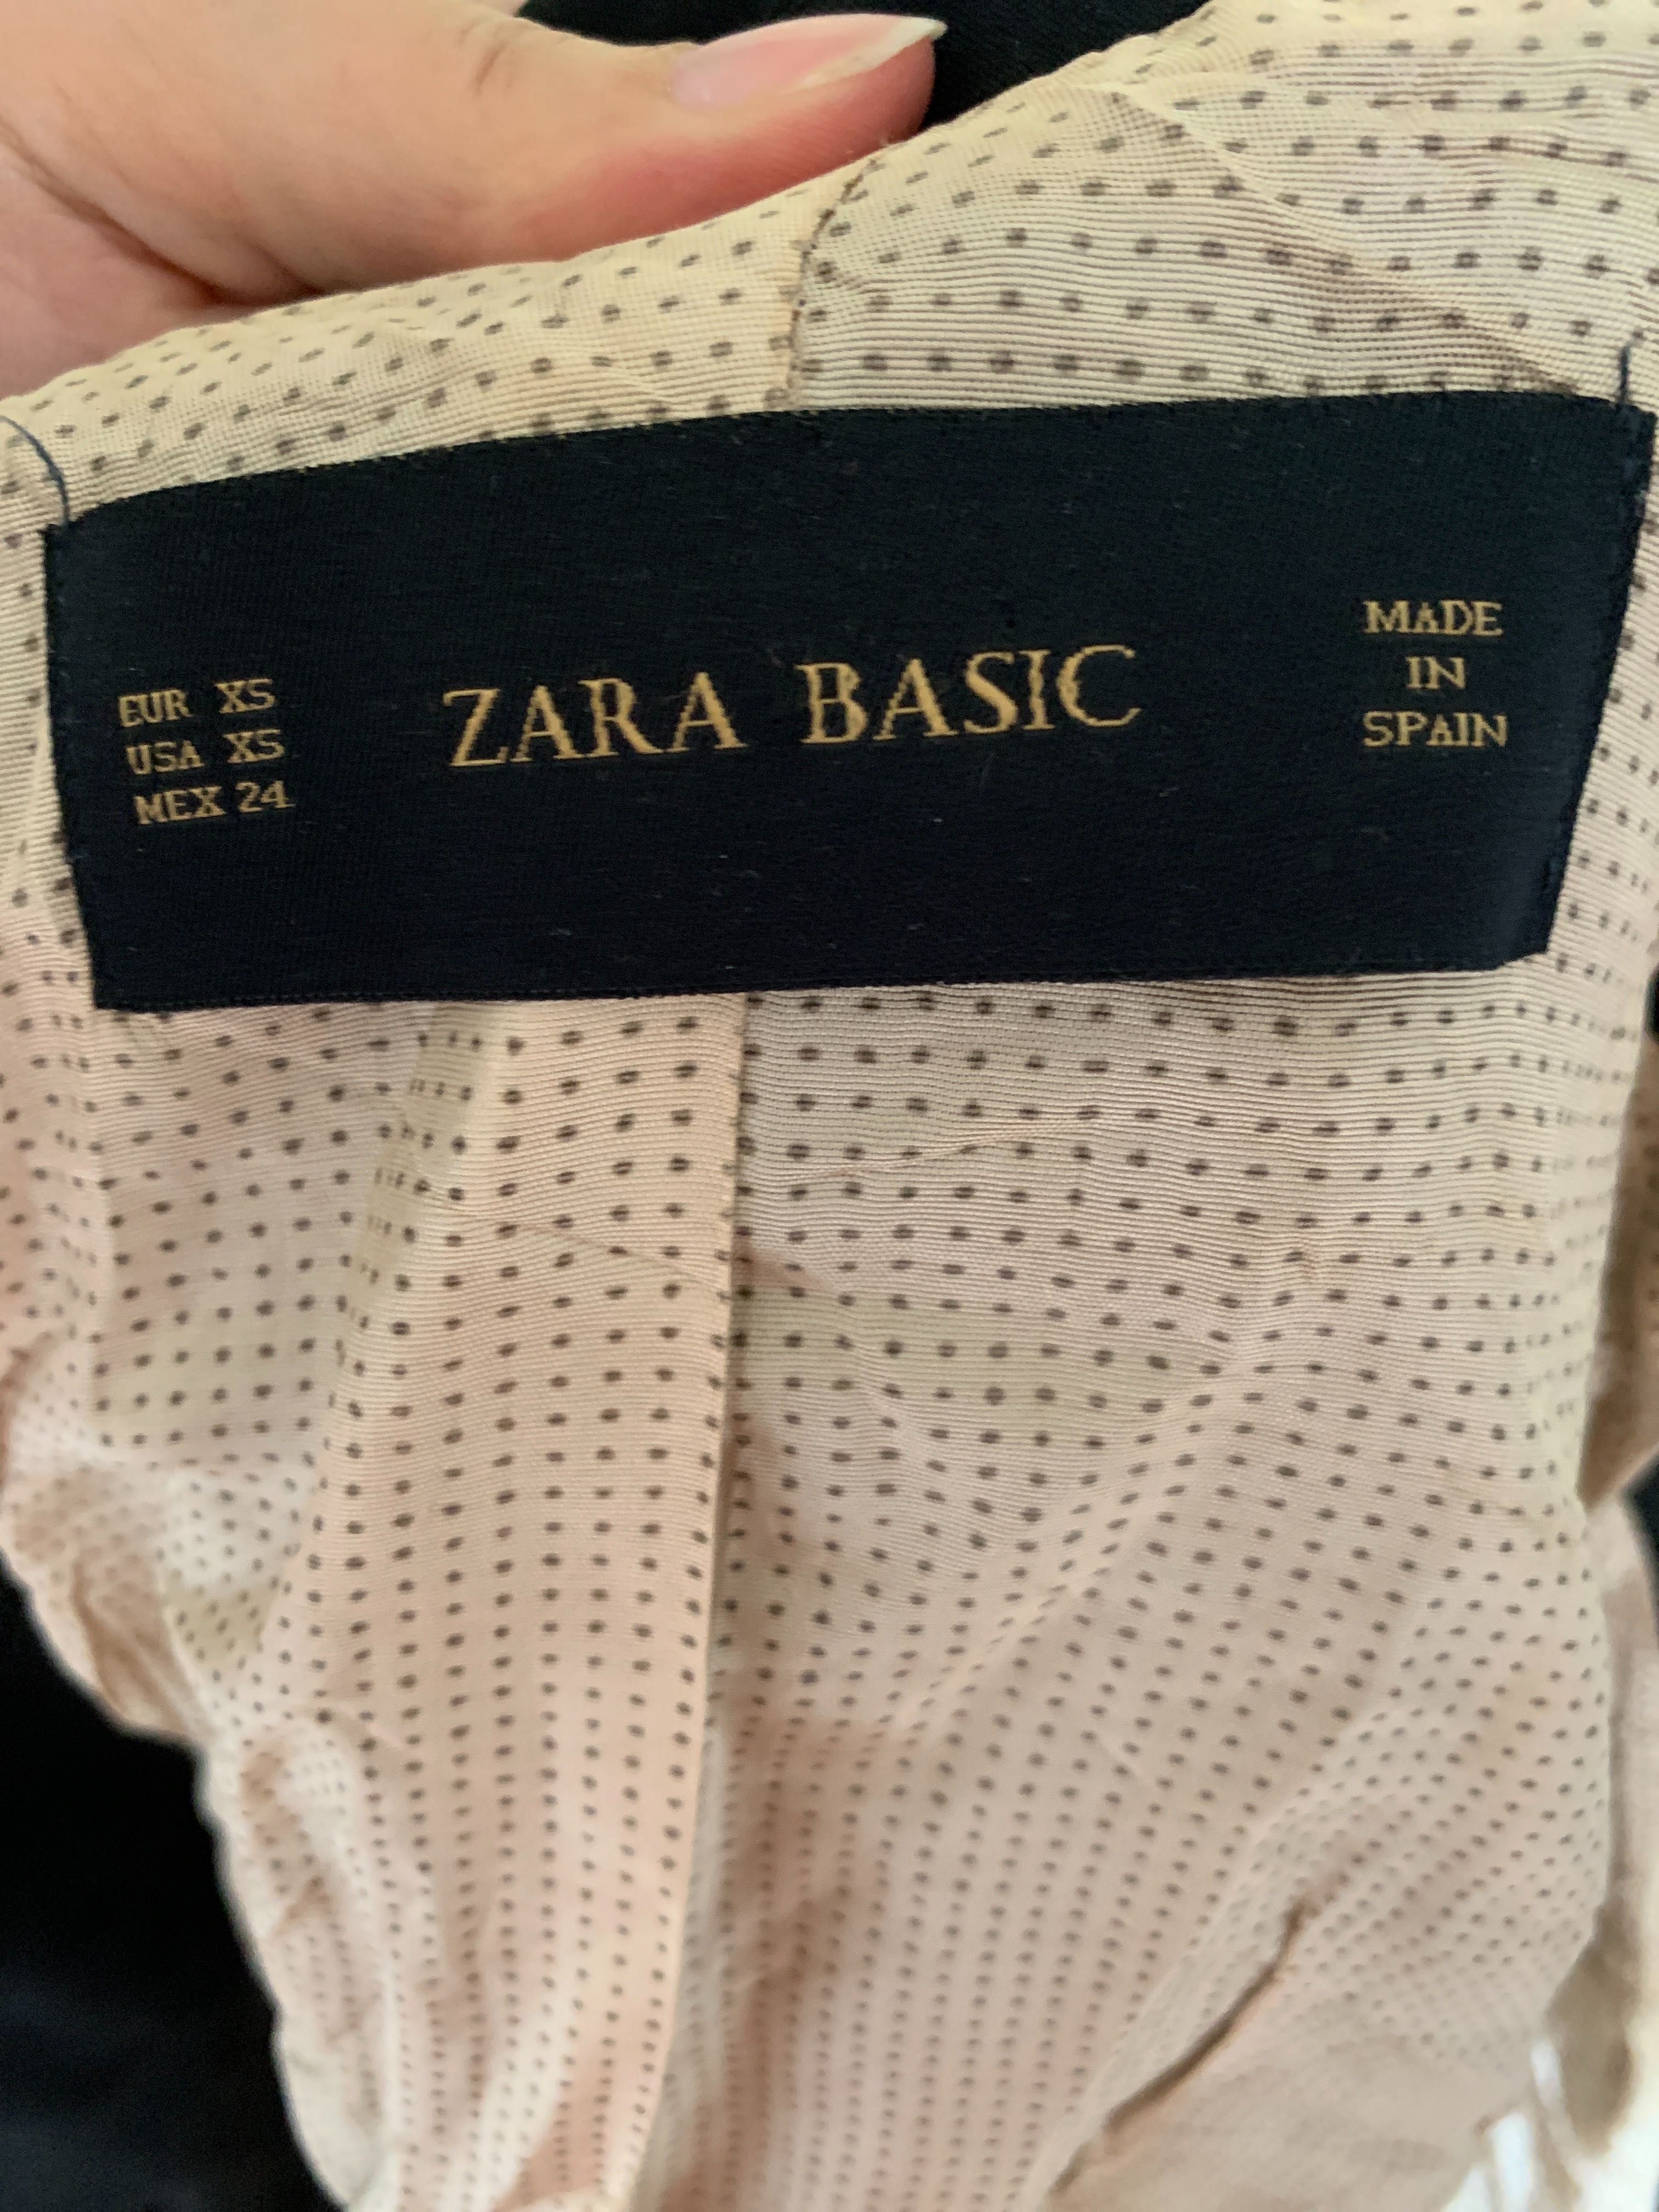 EUR XS
USA XS
MEX 24
ZARA BASIC
MADE
IN
SPAIN